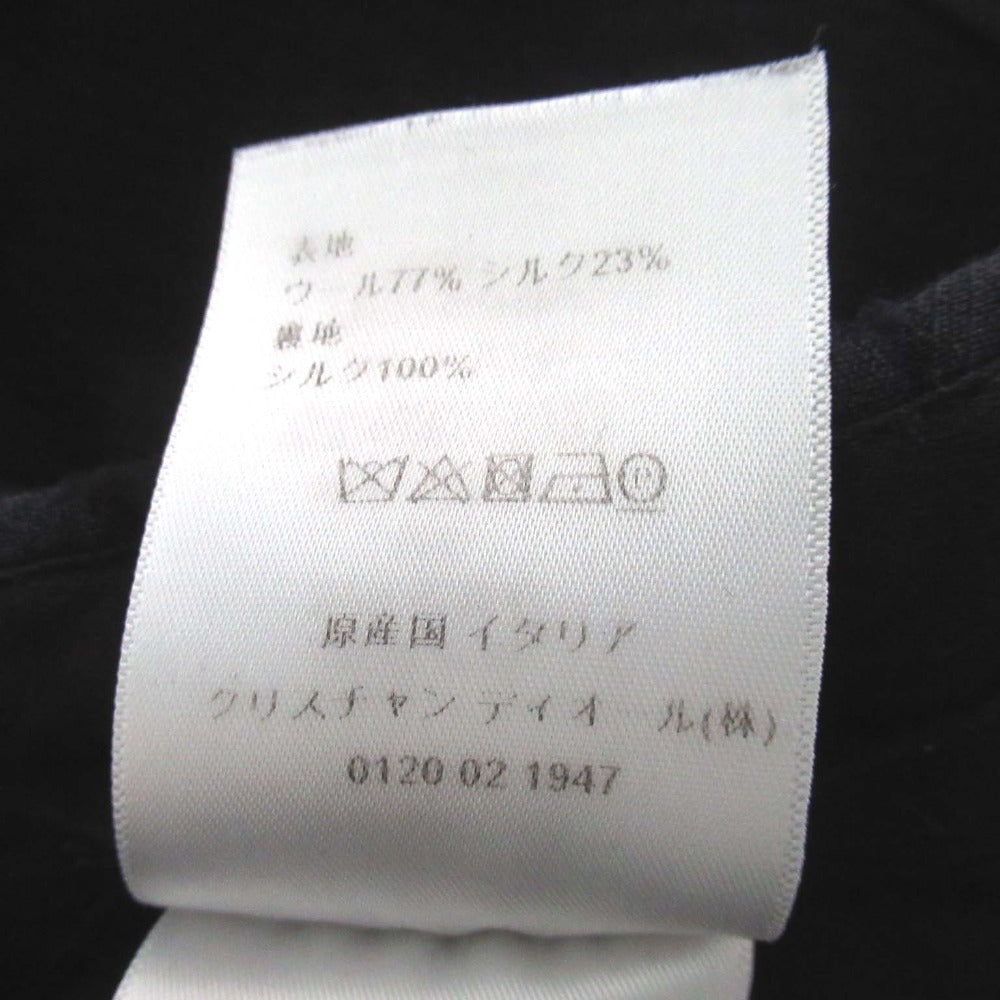 表地
ウール77% シルク23%
裏地
シルク100%
原産国 イタリア
クリスチャン ディオール(株)
0120 02 1947